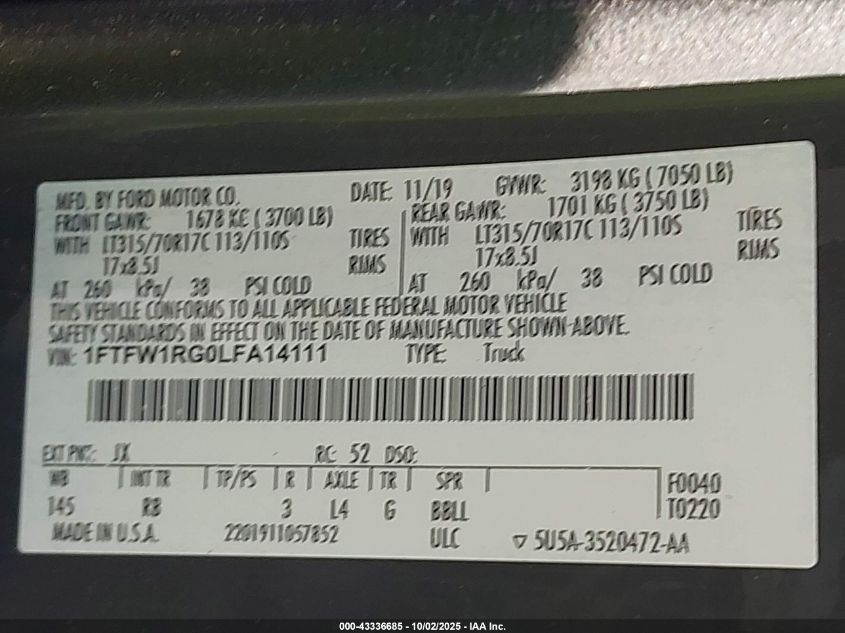 MFD. BY FORD MOTOR CO. DATE: 11/19 GVWR: 3198 KG ( 7050 LB)
FRONT GAWR: 1678 KG ( 3700 LB) REAR GAWR: 1701 KG ( 3750 LB)
WITH LT315/70R17C 113/110S TIRES WITH LT315/70R17C 113/110S TIRES
17x8.5J RIMS 17x8.5J RIMS
AT 260 kPa/ 38 PSI COLD AT 260 kPa/ 38 PSI COLD
THIS VEHICLE CONFORMS TO ALL APPLICABLE FEDERAL MOTOR VEHICLE
SAFETY STANDARDS IN EFFECT ON THE DATE OF MANUFACTURE SHOWN ABOVE.
VIN: 1FTFW1RG0LFA14111 TYPE: Truck
EXT PNT: JX RC: 52 DSO:
WB INT TR TP/PS R AXLE TR SPR F0040
145 RB 3 L4 G BBLL T0220
MADE IN U.S.A. 2201911057852 ULC ▽ 5U5A-3520472-AA
000-43336685 - 10/02/2025 - IAA Inc.